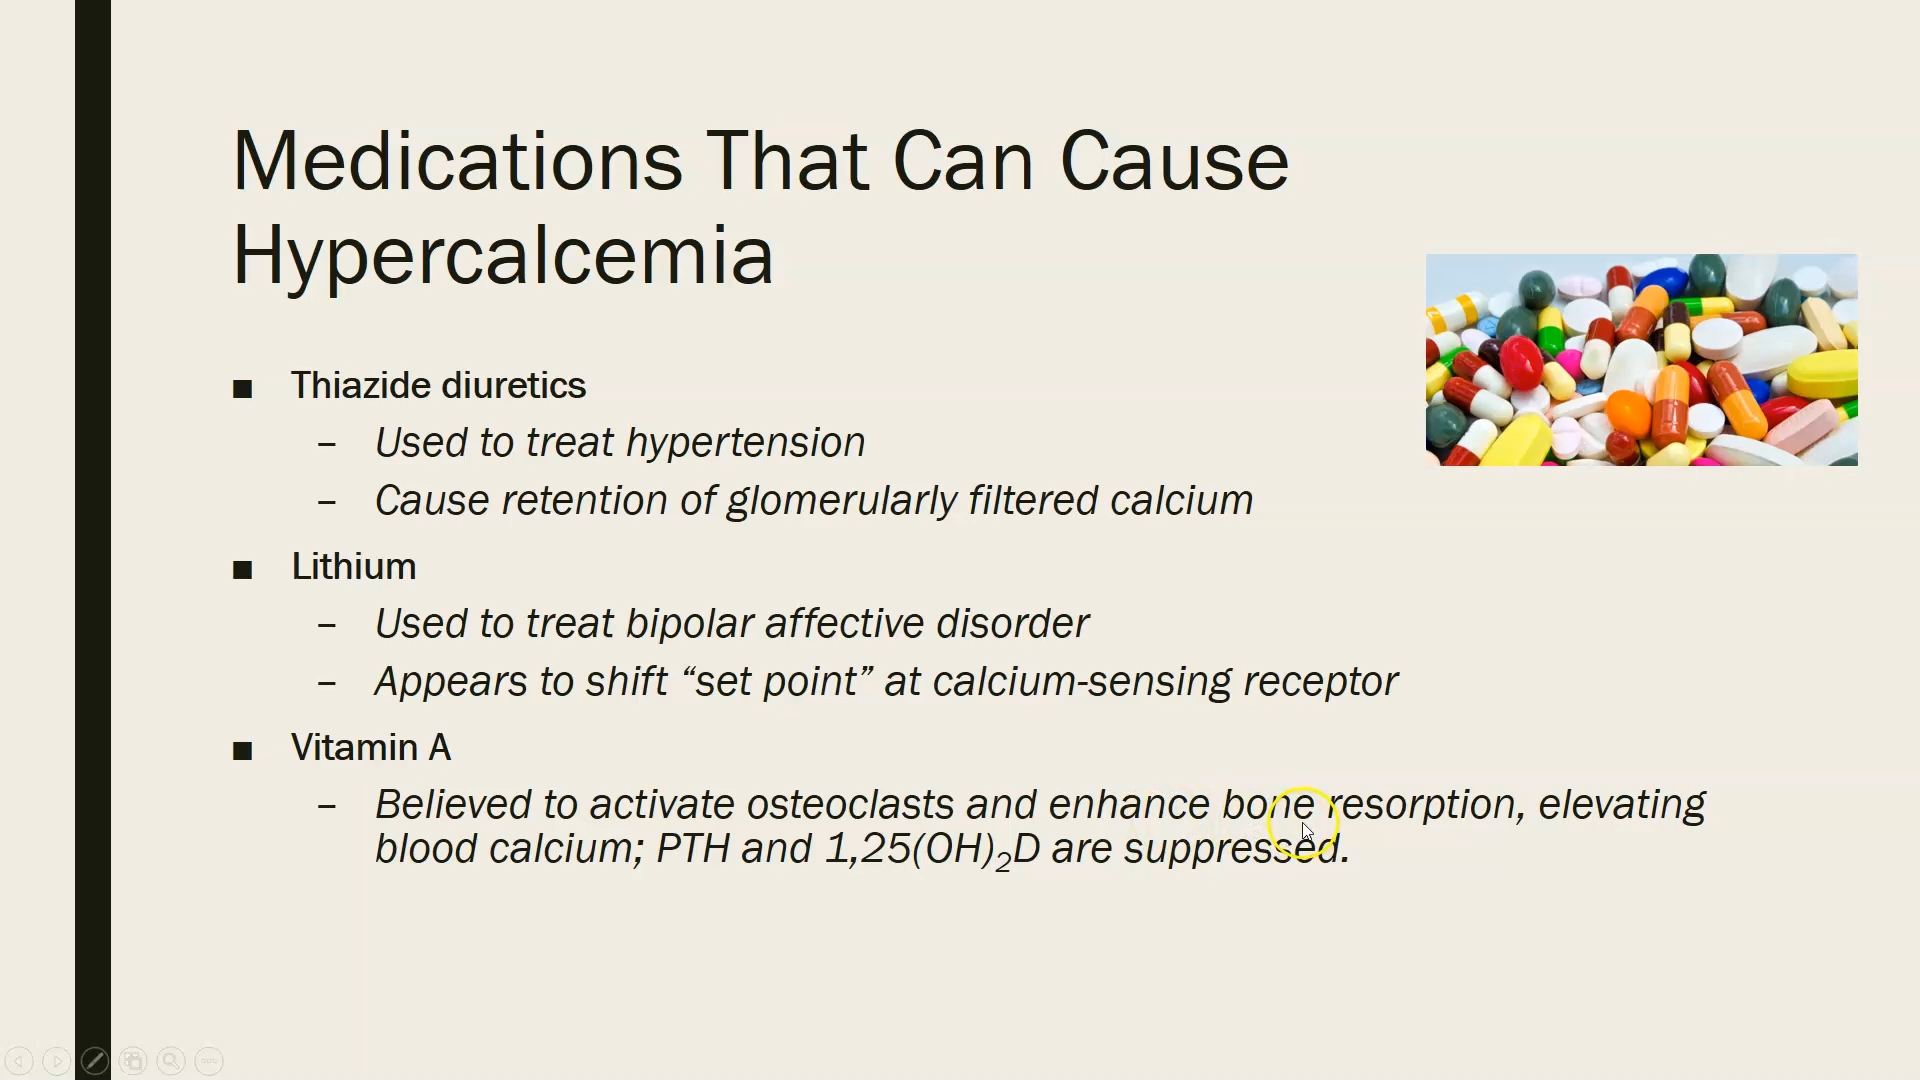 Medications That Can Cause
Hypercalcemia
■ Thiazide diuretics
– Used to treat hypertension
– Cause retention of glomerularly filtered calcium
■ Lithium
– Used to treat bipolar affective disorder
– Appears to shift “set point” at calcium-sensing receptor
■ Vitamin A
– Believed to activate osteoclasts and enhance bone resorption, elevating
blood calcium; PTH and 1,25(OH)₂D are suppressed.